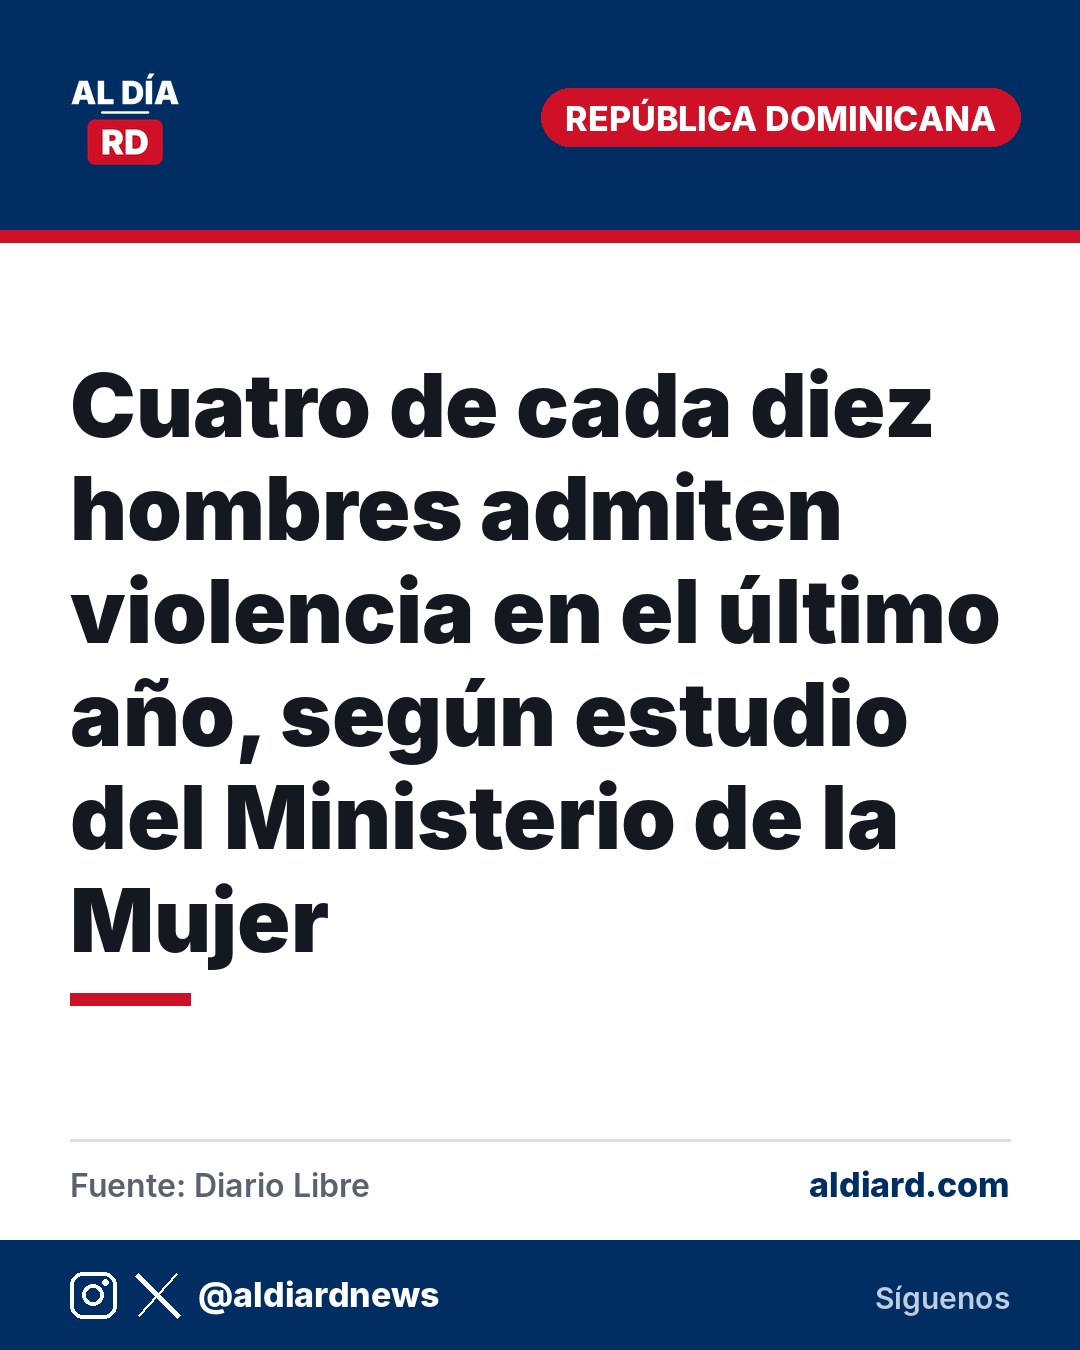 AL DÍA
RD
REPÚBLICA DOMINICANA
Cuatro de cada diez
hombres admiten
violencia en el último
año, según estudio
del Ministerio de la
Mujer
Fuente: Diario Libre
aldiard.com
@aldiardnews
Síguenos